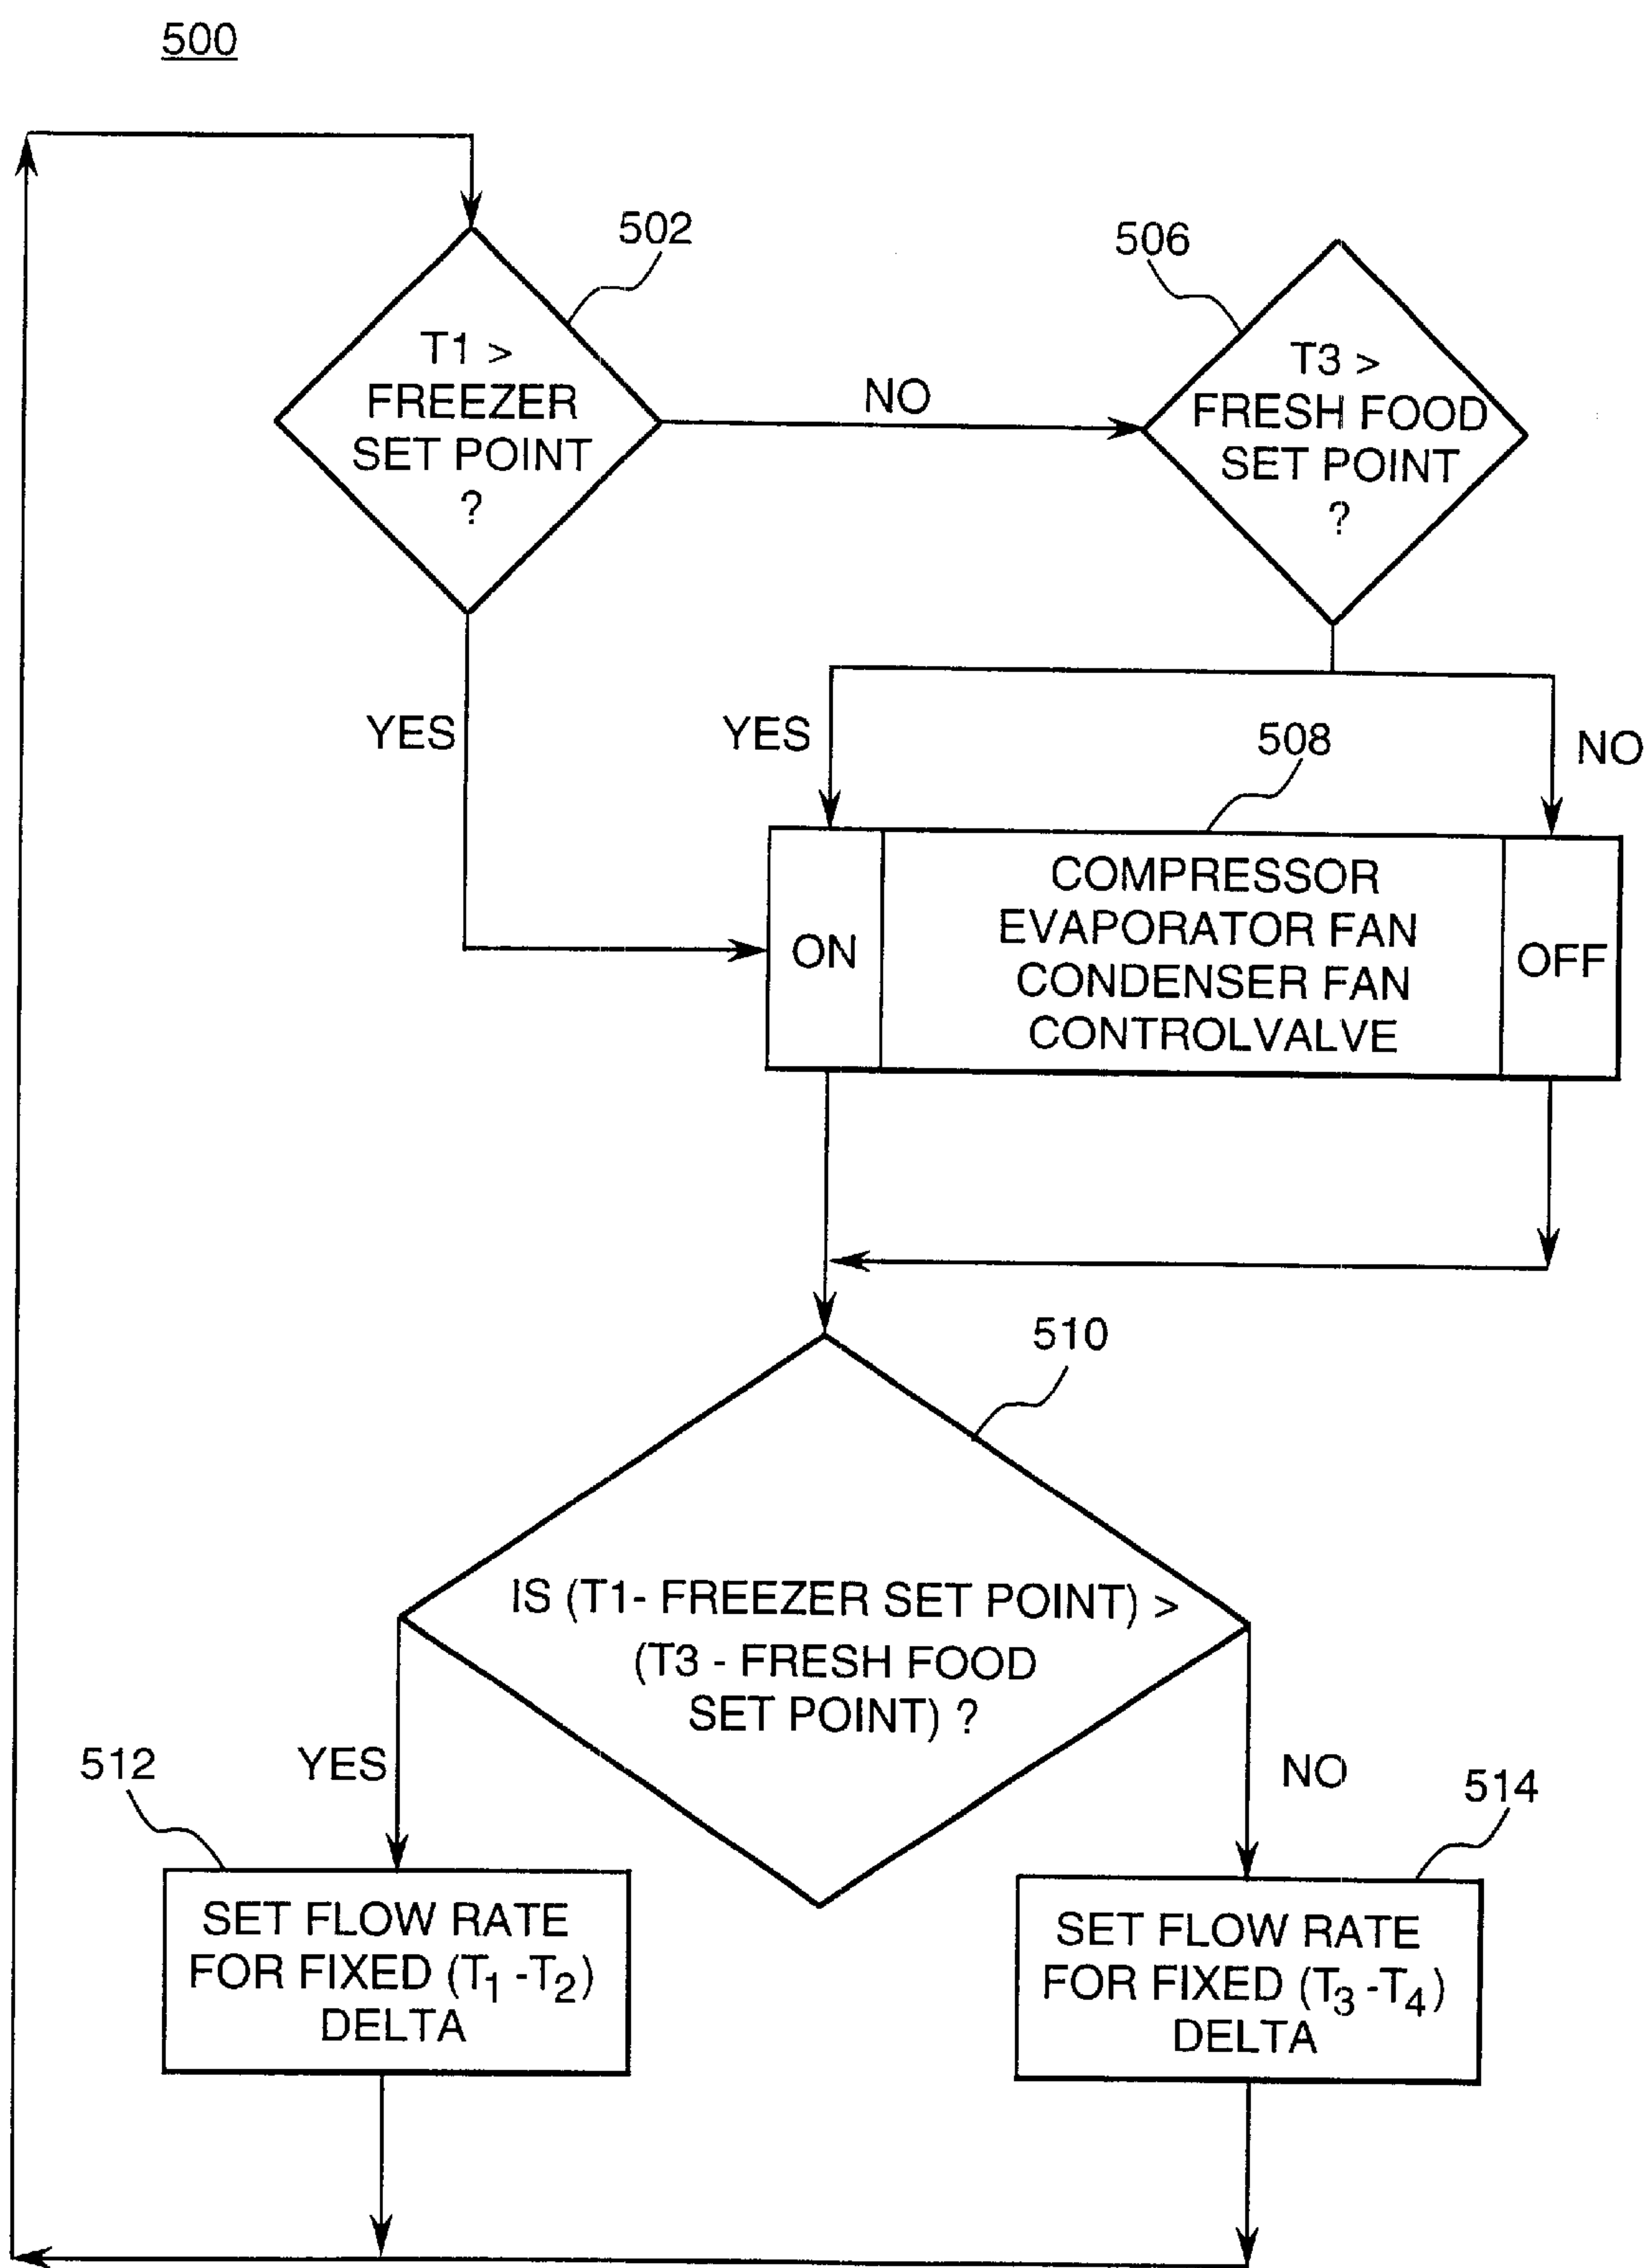 500
502
506
T1 >
FREEZER
SET POINT
?
NO
T3 >
FRESH FOOD
SET POINT
?
YES
YES
508
NO
ON
COMPRESSOR
EVAPORATOR FAN
CONDENSER FAN
CONTROLVALVE
OFF
510
IS (T1- FREEZER SET POINT) >
(T3 - FRESH FOOD
SET POINT) ?
512
YES
NO
514
SET FLOW RATE
FOR FIXED (T₁ -T₂)
DELTA
SET FLOW RATE
FOR FIXED (T₃ -T₄)
DELTA